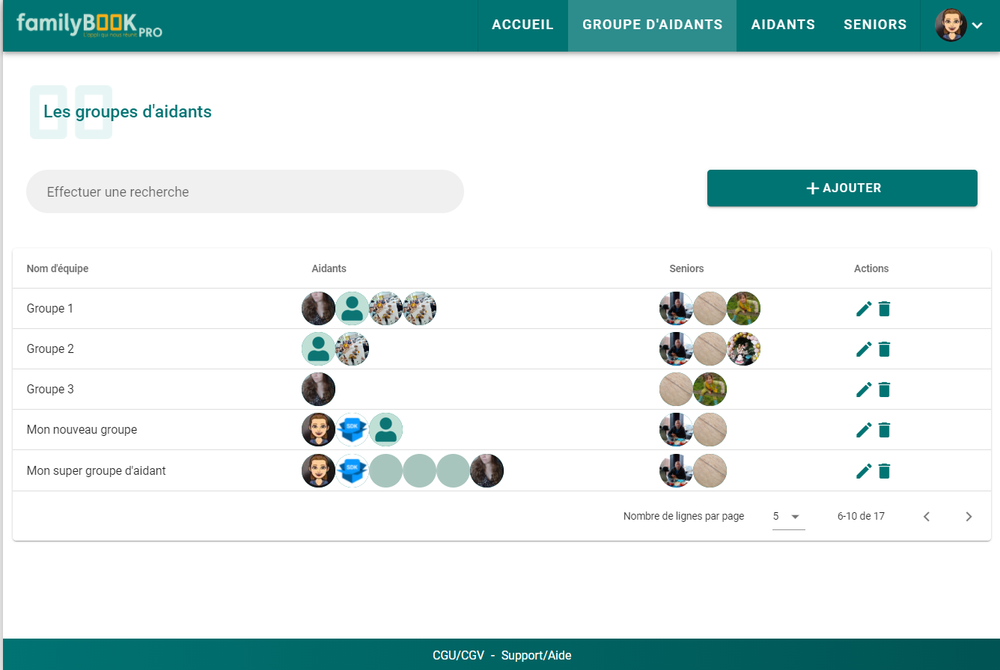 familyBOOK PRO
L'appli qui nous réunit
ACCUEIL
GROUPE D'AIDANTS
AIDANTS
SENIORS
Les groupes d'aidants
Effectuer une recherche
+ AJOUTER
Nom d'équipe Aidants Seniors Actions
Groupe 1
Groupe 2
Groupe 3
Mon nouveau groupe
SDK
Mon super groupe d'aidant
SDK
Nombre de lignes par page 5 6-10 de 17
CGU/CGV - Support/Aide